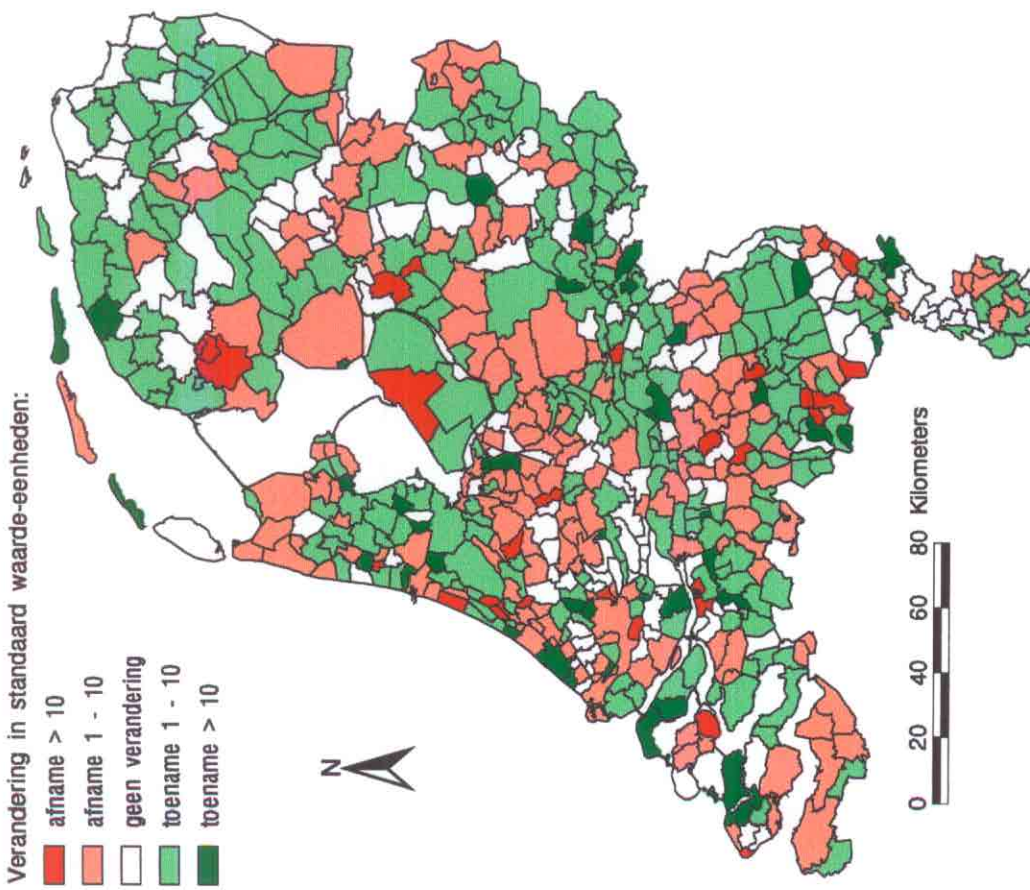 Verandering in standaard waarde-eenheden:
afname > 10
afname 1 - 10
geen verandering
toename 1 - 10
toename > 10
N
0 20 40 60 80 Kilometers